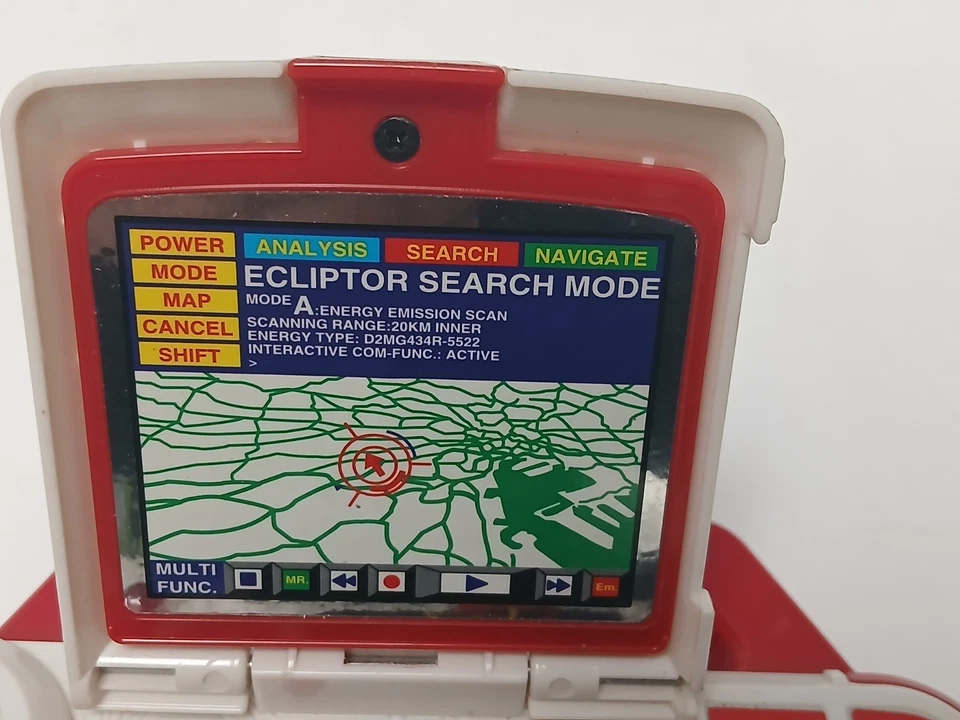 POWER
MODE
MAP
CANCEL
SHIFT
ANALYSIS SEARCH NAVIGATE
ECLIPTOR SEARCH MODE
MODE A:ENERGY EMISSION SCAN
SCANNING RANGE:20KM INNER
ENERGY TYPE: D2MG434R-5522
INTERACTIVE COM-FUNC.: ACTIVE
>
MULTI
FUNC.
MR.
Em.